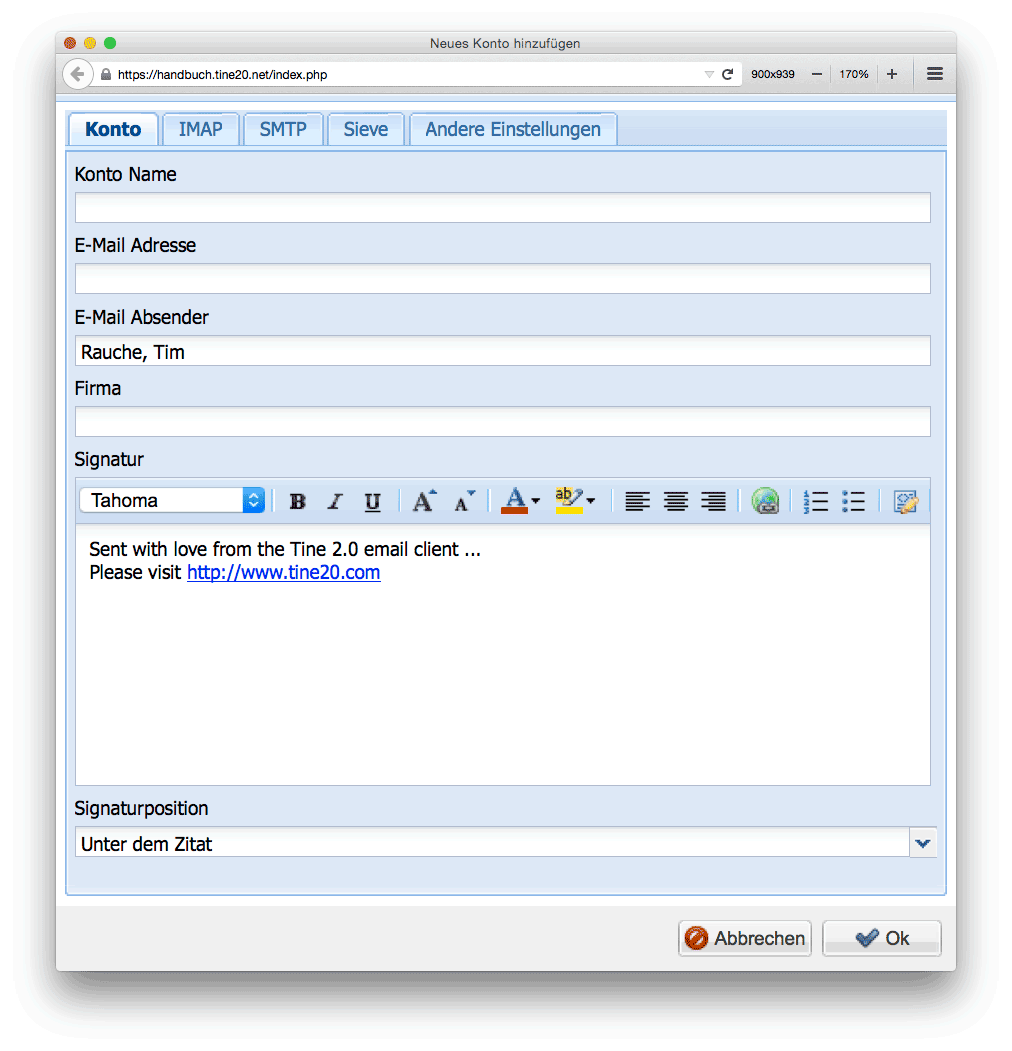 Neues Konto hinzufügen
https://handbuch.tine20.net/index.php 900x939 170%
Konto IMAP SMTP Sieve Andere Einstellungen
Konto Name
E-Mail Adresse
E-Mail Absender
Rauche, Tim
Firma
Signatur
Tahoma B I U A A A ab
Sent with love from the Tine 2.0 email client ...
Please visit http://www.tine20.com
Signaturposition
Unter dem Zitat
Abbrechen Ok